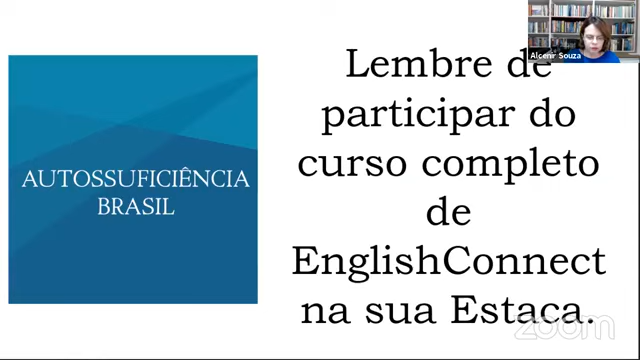 Alcenir Souza
Lembre de
participar do
curso completo
de
EnglishConnect
na sua Estaca.
AUTOSSUFICIÊNCIA
BRASIL
zoom